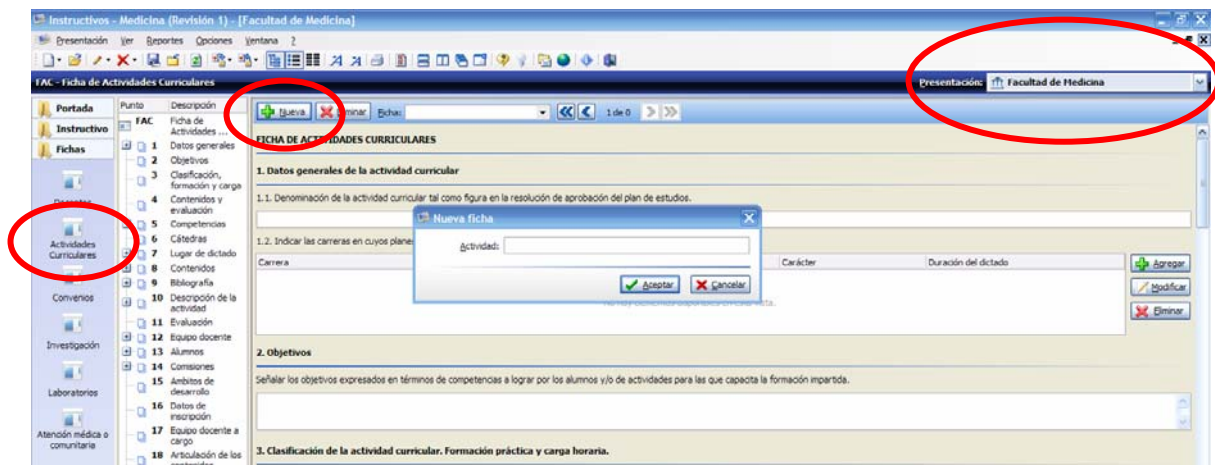 Instructivos - Medicina (Revisión 1) - [Facultad de Medicina]
Presentación Ver Reportes Opciones Ventana ?
FAC - Ficha de Actividades Curriculares
Presentación: Facultad de Medicina
Portada
Instructivo
Fichas
Actividades
Curriculares
Convenios
Investigación
Laboratorios
Atención médica o
comunitaria
Punto Descripción
FAC Ficha de
Actividades ...
1 Datos generales
2 Objetivos
3 Clasificación,
formación y carga
4 Contenidos y
evaluación
5 Competencias
6 Cátedras
7 Lugar de dictado
8 Contenidos
9 Bibliografía
10 Descripción de la
actividad
11 Evaluación
12 Equipo docente
13 Alumnos
14 Comisiones
15 Ambitos de
desarrollo
16 Datos de
inscripción
17 Equipo docente a
cargo
18 Articulación de los
Nueva Eliminar Ficha: 1 de 0
FICHA DE ACTIVIDADES CURRICULARES
1. Datos generales de la actividad curricular
1.1. Denominación de la actividad curricular tal como figura en la resolución de aprobación del plan de estudios.
1.2. Indicar las carreras en cuyos planes
Carrera Carácter Duración del dictado
Agregar
Modificar
Eliminar
Nueva ficha
Actividad:
Aceptar Cancelar
2. Objetivos
Señalar los objetivos expresados en términos de competencias a lograr por los alumnos y/o de actividades para las que capacita la formación impartida.
3. Clasificación de la actividad curricular. Formación práctica y carga horaria.